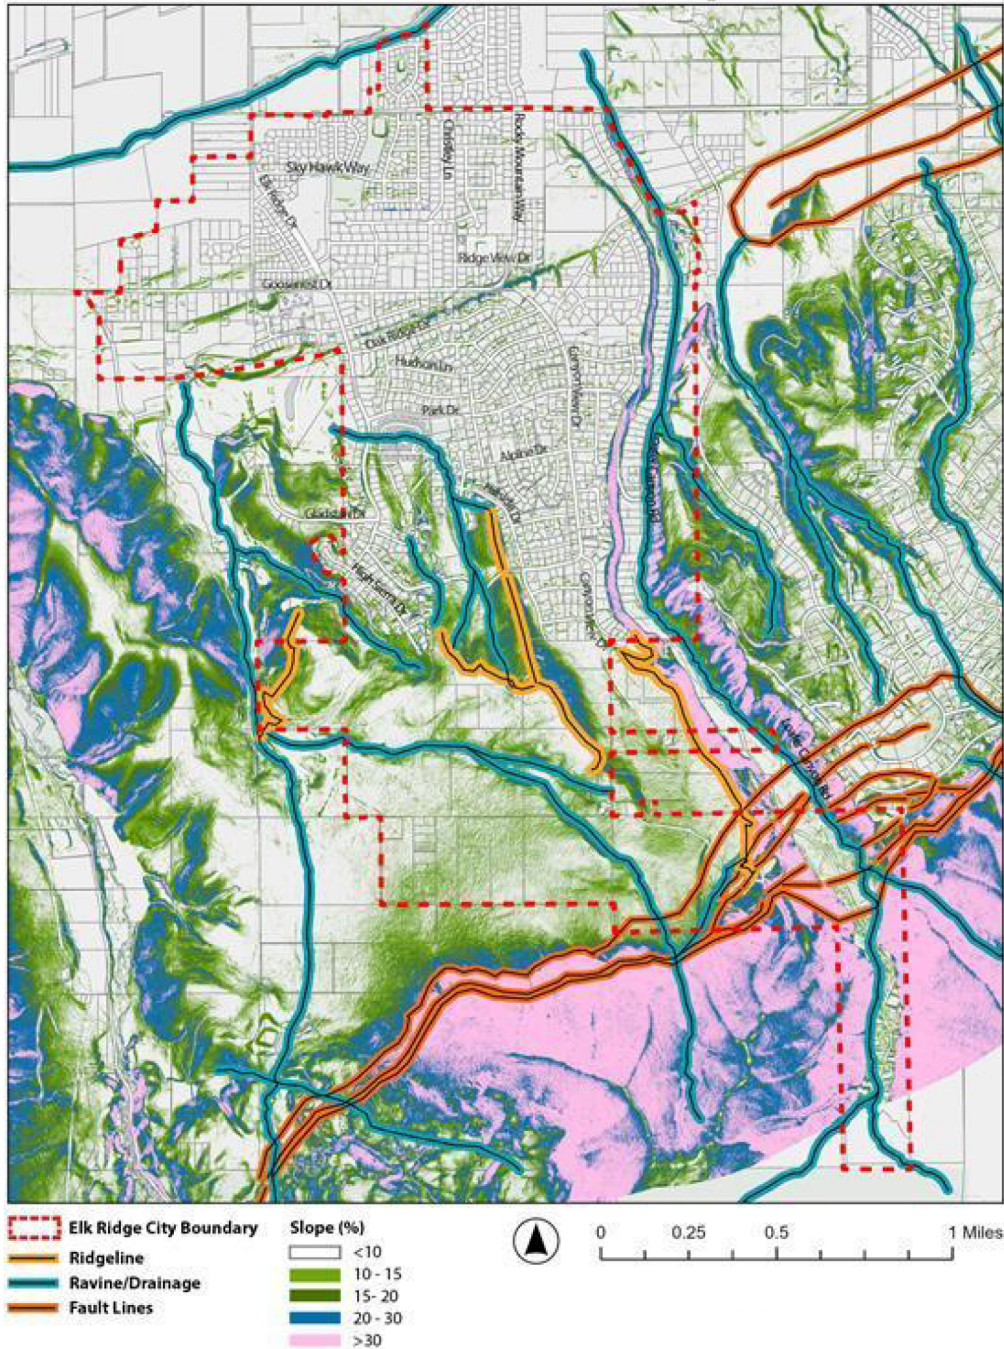 Sky Hawk Way
Elk Ridge Dr
Christley Ln
Rocky Mountain Way
Ridge View Dr
Goosenest Dr
Oak Ridge Dr
Hudson Ln
Canyon View Dr
Park Dr
Alpine Dr
Hillside Dr
Gladstan Dr
High Sierra Dr
Elk Ridge City Boundary
Ridgeline
Ravine/Drainage
Fault Lines
Slope (%)
<10
10 - 15
15- 20
20 - 30
>30
0 0.25 0.5 1 Miles